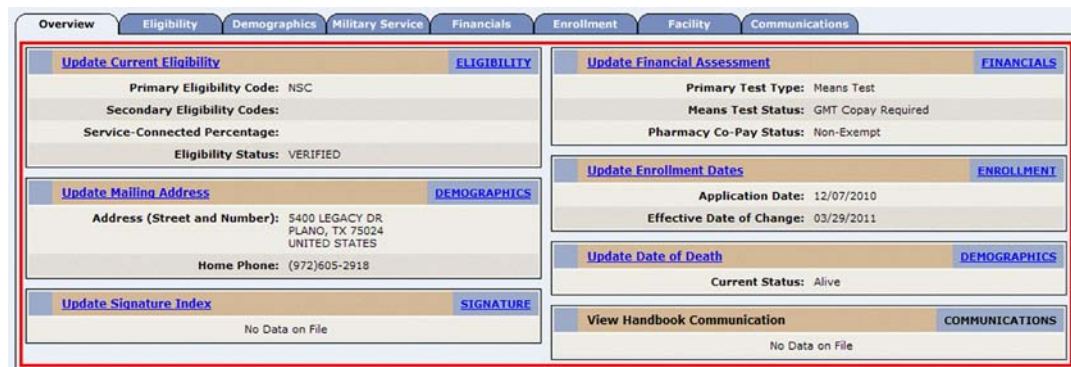 Overview Eligibility Demographics Military Service Financials Enrollment Facility Communications
Update Current Eligibility ELIGIBILITY
Primary Eligibility Code: NSC
Secondary Eligibility Codes:
Service-Connected Percentage:
Eligibility Status: VERIFIED
Update Mailing Address DEMOGRAPHICS
Address (Street and Number): 5400 LEGACY DR
PLANO, TX 75024
UNITED STATES
Home Phone: (972)605-2918
Update Signature Index SIGNATURE
No Data on File
Update Financial Assessment FINANCIALS
Primary Test Type: Means Test
Means Test Status: GMT Copay Required
Pharmacy Co-Pay Status: Non-Exempt
Update Enrollment Dates ENROLLMENT
Application Date: 12/07/2010
Effective Date of Change: 03/29/2011
Update Date of Death DEMOGRAPHICS
Current Status: Alive
View Handbook Communication COMMUNICATIONS
No Data on File